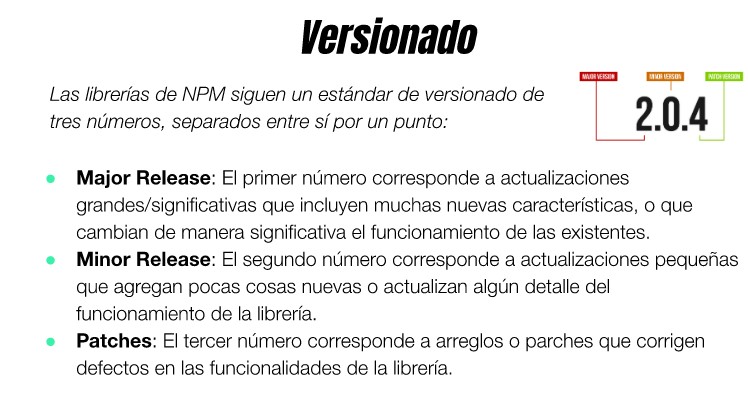 Versionado
Las librerías de NPM siguen un estándar de versionado de
tres números, separados entre sí por un punto:
MAJOR VERSION
MINOR VERSION
PATCH VERSION
2.0.4
Major Release: El primer número corresponde a actualizaciones
grandes/significativas que incluyen muchas nuevas características, o que
cambian de manera significativa el funcionamiento de las existentes.
Minor Release: El segundo número corresponde a actualizaciones pequeñas
que agregan pocas cosas nuevas o actualizan algún detalle del
funcionamiento de la librería.
Patches: El tercer número corresponde a arreglos o parches que corrigen
defectos en las funcionalidades de la librería.